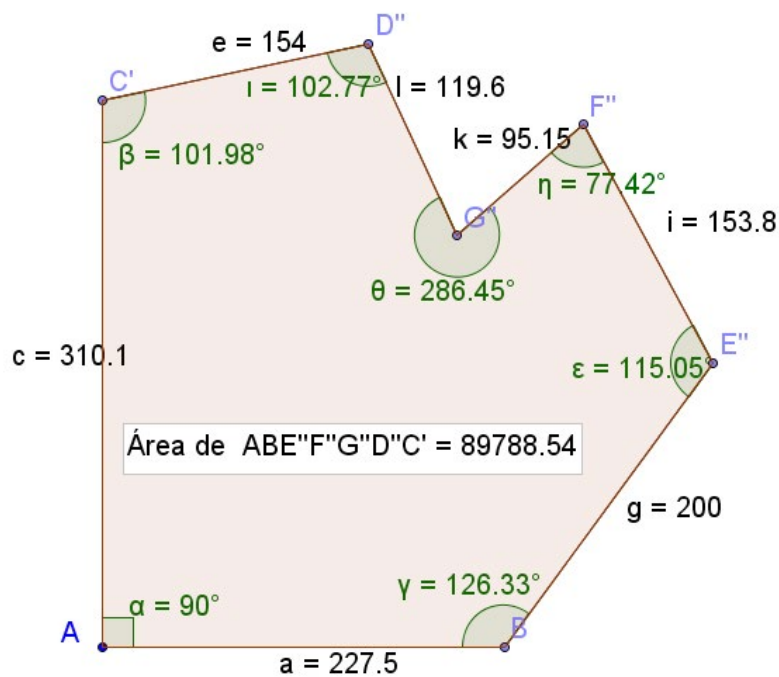 D''
e = 154
C'
ι = 102.77°
l = 119.6
F''
k = 95.15
β = 101.98°
η = 77.42°
G''
i = 153.8
θ = 286.45°
E''
c = 310.1
ε = 115.05°
Área de ABE''F''G''D''C' = 89788.54
g = 200
γ = 126.33°
α = 90°
A
B
a = 227.5